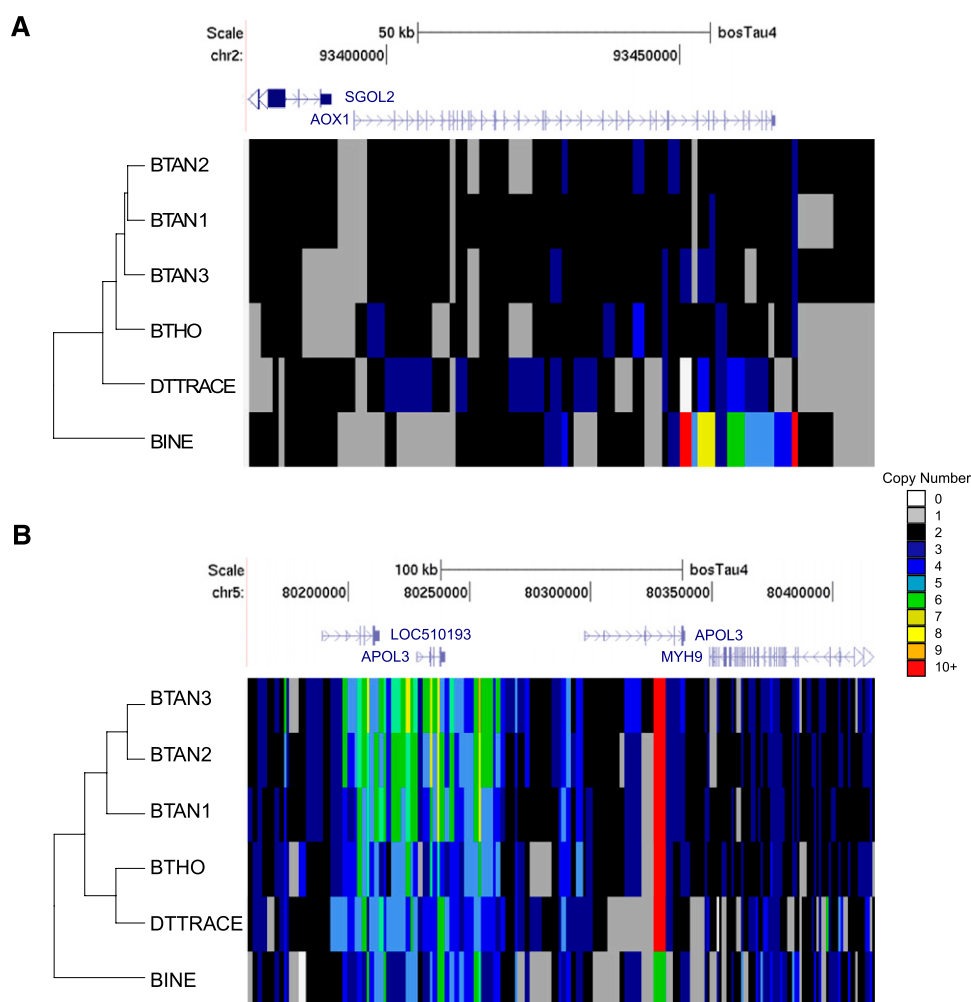 A
Scale 50 kb bosTau4
chr2: 93400000 93450000
SGOL2
AOX1
BTAN2
BTAN1
BTAN3
BTHO
DTTRACE
BINE
Copy Number
0
1
2
3
4
5
6
7
8
9
10+
B
Scale 100 kb bosTau4
chr5: 80200000 80250000 80300000 80350000 80400000
LOC510193 APOL3
APOL3 MYH9
BTAN3
BTAN2
BTAN1
BTHO
DTTRACE
BINE